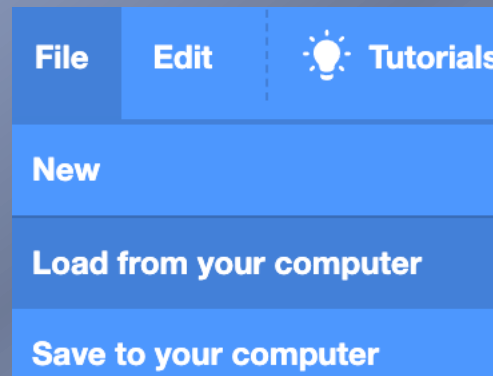 File Edit Tutorials
New
Load from your computer
Save to your computer